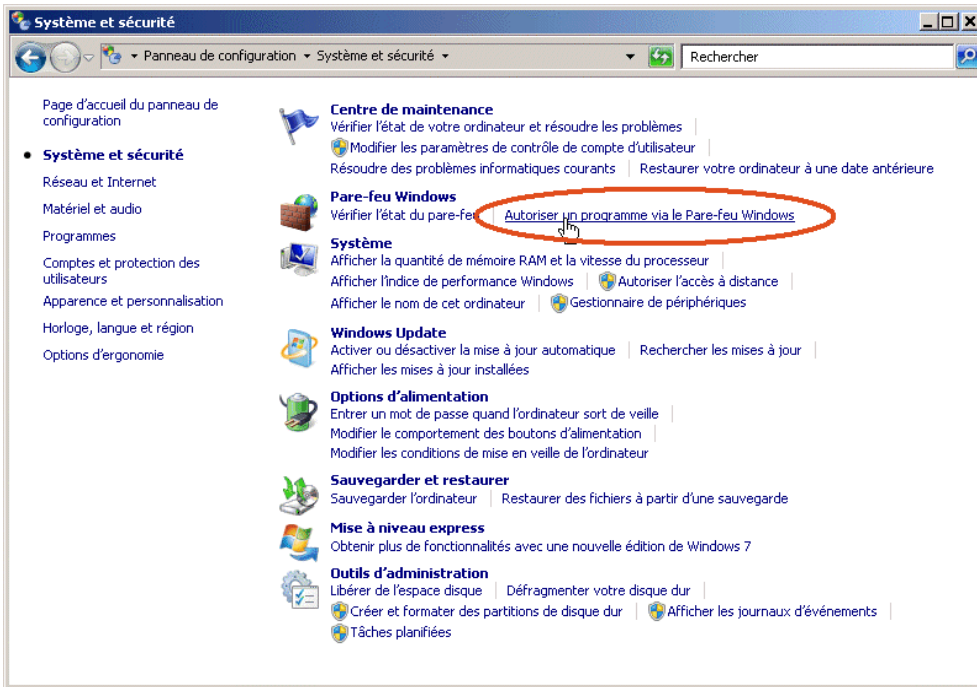 Système et sécurité
Panneau de configuration Système et sécurité
Rechercher
Page d'accueil du panneau de
configuration
Système et sécurité
Réseau et Internet
Matériel et audio
Programmes
Comptes et protection des
utilisateurs
Apparence et personnalisation
Horloge, langue et région
Options d'ergonomie
Centre de maintenance
Vérifier l'état de votre ordinateur et résoudre les problèmes
Modifier les paramètres de contrôle de compte d'utilisateur
Résoudre des problèmes informatiques courants Restaurer votre ordinateur à une date antérieure
Pare-feu Windows
Vérifier l'état du pare-feu Autoriser un programme via le Pare-feu Windows
Système
Afficher la quantité de mémoire RAM et la vitesse du processeur
Afficher l'indice de performance Windows Autoriser l'accès à distance
Afficher le nom de cet ordinateur Gestionnaire de périphériques
Windows Update
Activer ou désactiver la mise à jour automatique Rechercher les mises à jour
Afficher les mises à jour installées
Options d'alimentation
Entrer un mot de passe quand l'ordinateur sort de veille
Modifier le comportement des boutons d'alimentation
Modifier les conditions de mise en veille de l'ordinateur
Sauvegarder et restaurer
Sauvegarder l'ordinateur Restaurer des fichiers à partir d'une sauvegarde
Mise à niveau express
Obtenir plus de fonctionnalités avec une nouvelle édition de Windows 7
Outils d'administration
Libérer de l'espace disque Défragmenter votre disque dur
Créer et formater des partitions de disque dur Afficher les journaux d'événements
Tâches planifiées